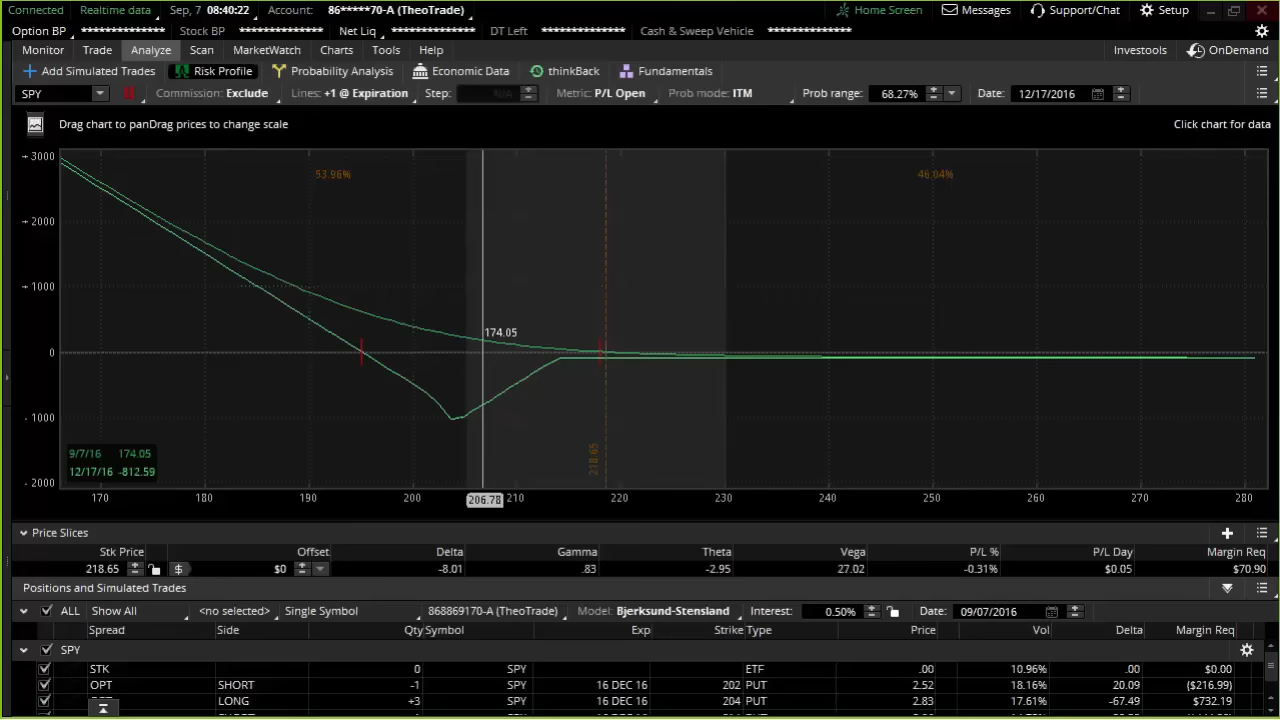 Connected Realtime data Sep, 7 08:40:22 Account: 86*****70-A (TheoTrade) Home Screen Messages Support/Chat Setup
Option BP ************** Stock BP ************** Net Liq ************** DT Left ************** Cash & Sweep Vehicle **************
Monitor Trade Analyze Scan MarketWatch Charts Tools Help Investools OnDemand
Add Simulated Trades Risk Profile Probability Analysis Economic Data thinkBack Fundamentals
SPY Commission: Exclude Lines: +1 @ Expiration Step: N/A Metric: P/L Open Prob mode: ITM Prob range: 68.27% Date: 12/17/2016
Drag chart to panDrag prices to change scale Click chart for data
+3000
53.96% 46.04%
+2000
+1000
174.05
0
-1000
218.65
9/7/16 174.05
12/17/16 -812.59
-2000
170 180 190 200 206.78 210 220 230 240 250 260 270 280
Price Slices
Stk Price Offset Delta Gamma Theta Vega P/L % P/L Day Margin Req
218.65 $ $0 -8.01 .83 -2.95 27.02 -0.31% $0.05 $70.90
Positions and Simulated Trades
ALL Show All <no selected> Single Symbol 868869170-A (TheoTrade) Model: Bjerksund-Stensland Interest: 0.50% Date: 09/07/2016
Spread Side Qty Symbol Exp Strike Type Price Vol Delta Margin Req
SPY
STK 0 SPY ETF .00 10.96% .00 $0.00
OPT SHORT -1 SPY 16 DEC 16 202 PUT 2.52 18.16% 20.09 ($216.99)
LONG +3 SPY 16 DEC 16 204 PUT 2.83 17.61% -67.49 $732.19